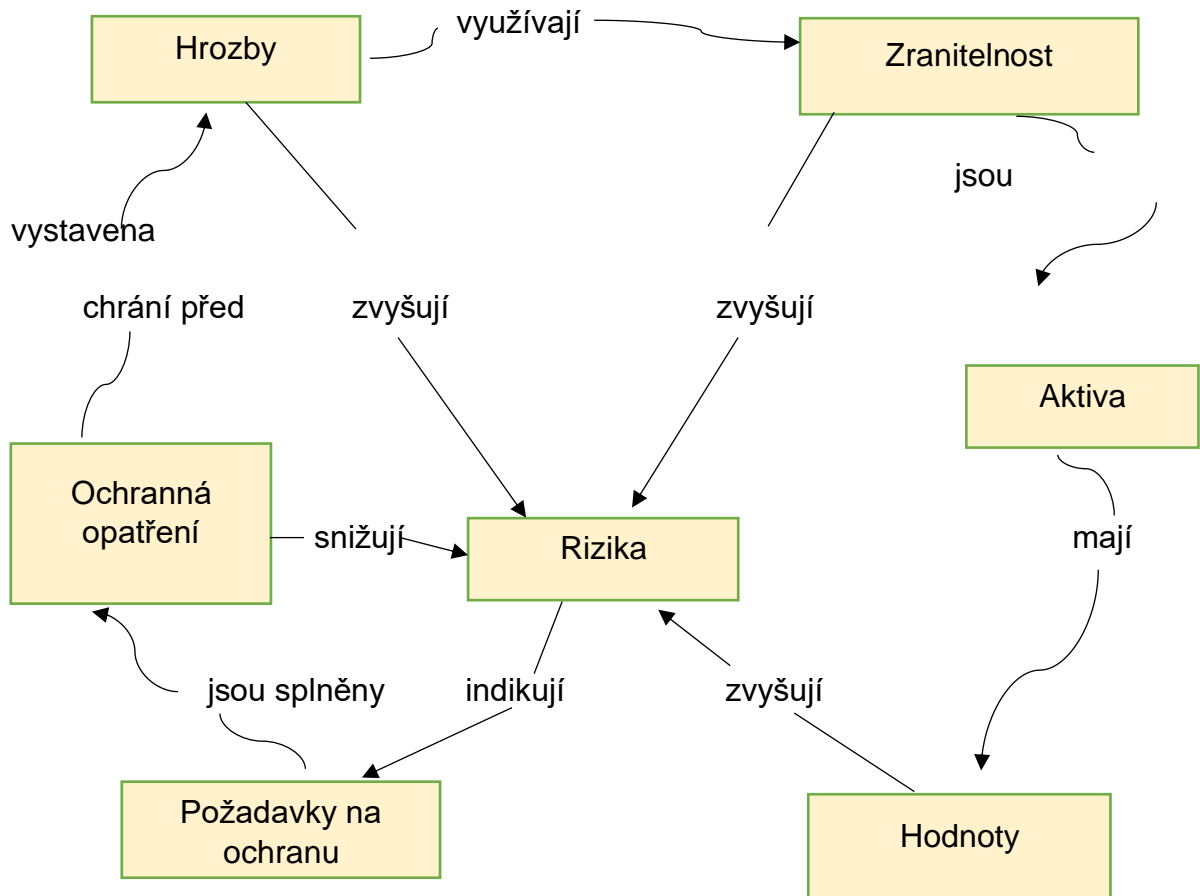 využívají
Hrozby
Zranitelnost
jsou
vystavena
chrání před
zvyšují
zvyšují
Aktiva
Ochranná
opatření
snižují
Rizika
mají
jsou splněny
indikují
zvyšují
Požadavky na
ochranu
Hodnoty